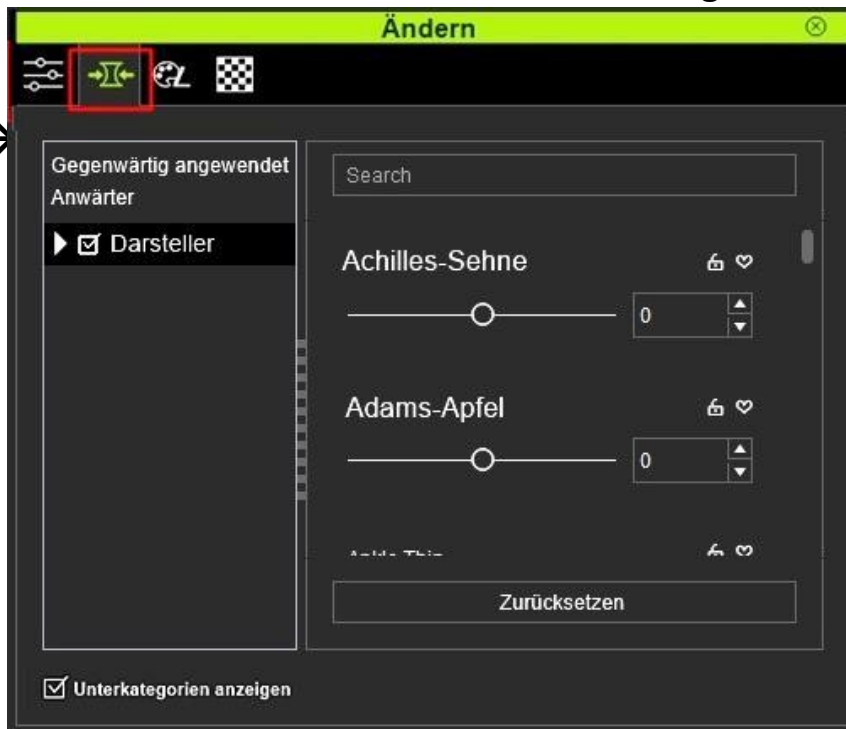 Ändern
Gegenwärtig angewendet
Anwärter
Darsteller
Search
Achilles-Sehne
0
Adams-Apfel
0
Zurücksetzen
Unterkategorien anzeigen